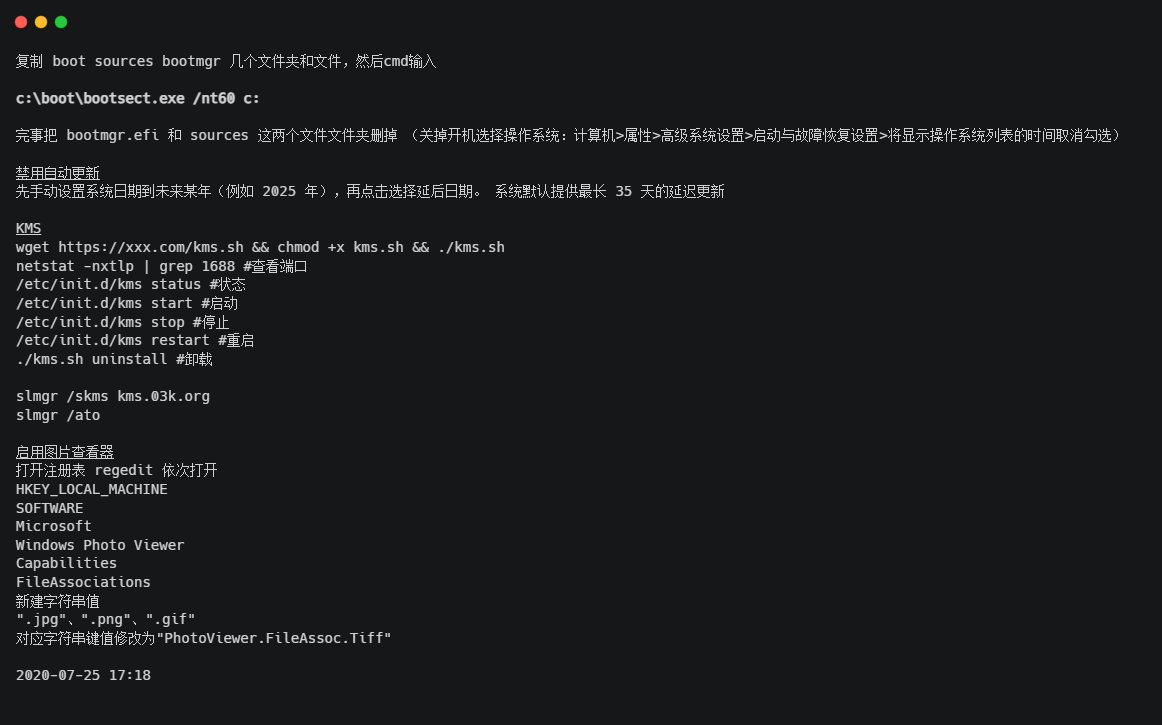 复制 boot sources bootmgr 几个文件夹和文件，然后cmd输入
c:\boot\bootsect.exe /nt60 c:
完事把 bootmgr.efi 和 sources 这两个文件文件夹删掉 （关掉开机选择操作系统：计算机>属性>高级系统设置>启动与故障恢复设置>将显示操作系统列表的时间取消勾选）
禁用自动更新
先手动设置系统日期到未来某年（例如 2025 年），再点击选择延后日期。 系统默认提供最长 35 天的延迟更新
KMS
wget https://xxx.com/kms.sh && chmod +x kms.sh && ./kms.sh
netstat -nxtlp | grep 1688 #查看端口
/etc/init.d/kms status #状态
/etc/init.d/kms start #启动
/etc/init.d/kms stop #停止
/etc/init.d/kms restart #重启
./kms.sh uninstall #卸载
slmgr /skms kms.03k.org
slmgr /ato
启用图片查看器
打开注册表 regedit 依次打开
HKEY_LOCAL_MACHINE
SOFTWARE
Microsoft
Windows Photo Viewer
Capabilities
FileAssociations
新建字符串值
".jpg"、".png"、".gif"
对应字符串键值修改为"PhotoViewer.FileAssoc.Tiff"
2020-07-25 17:18